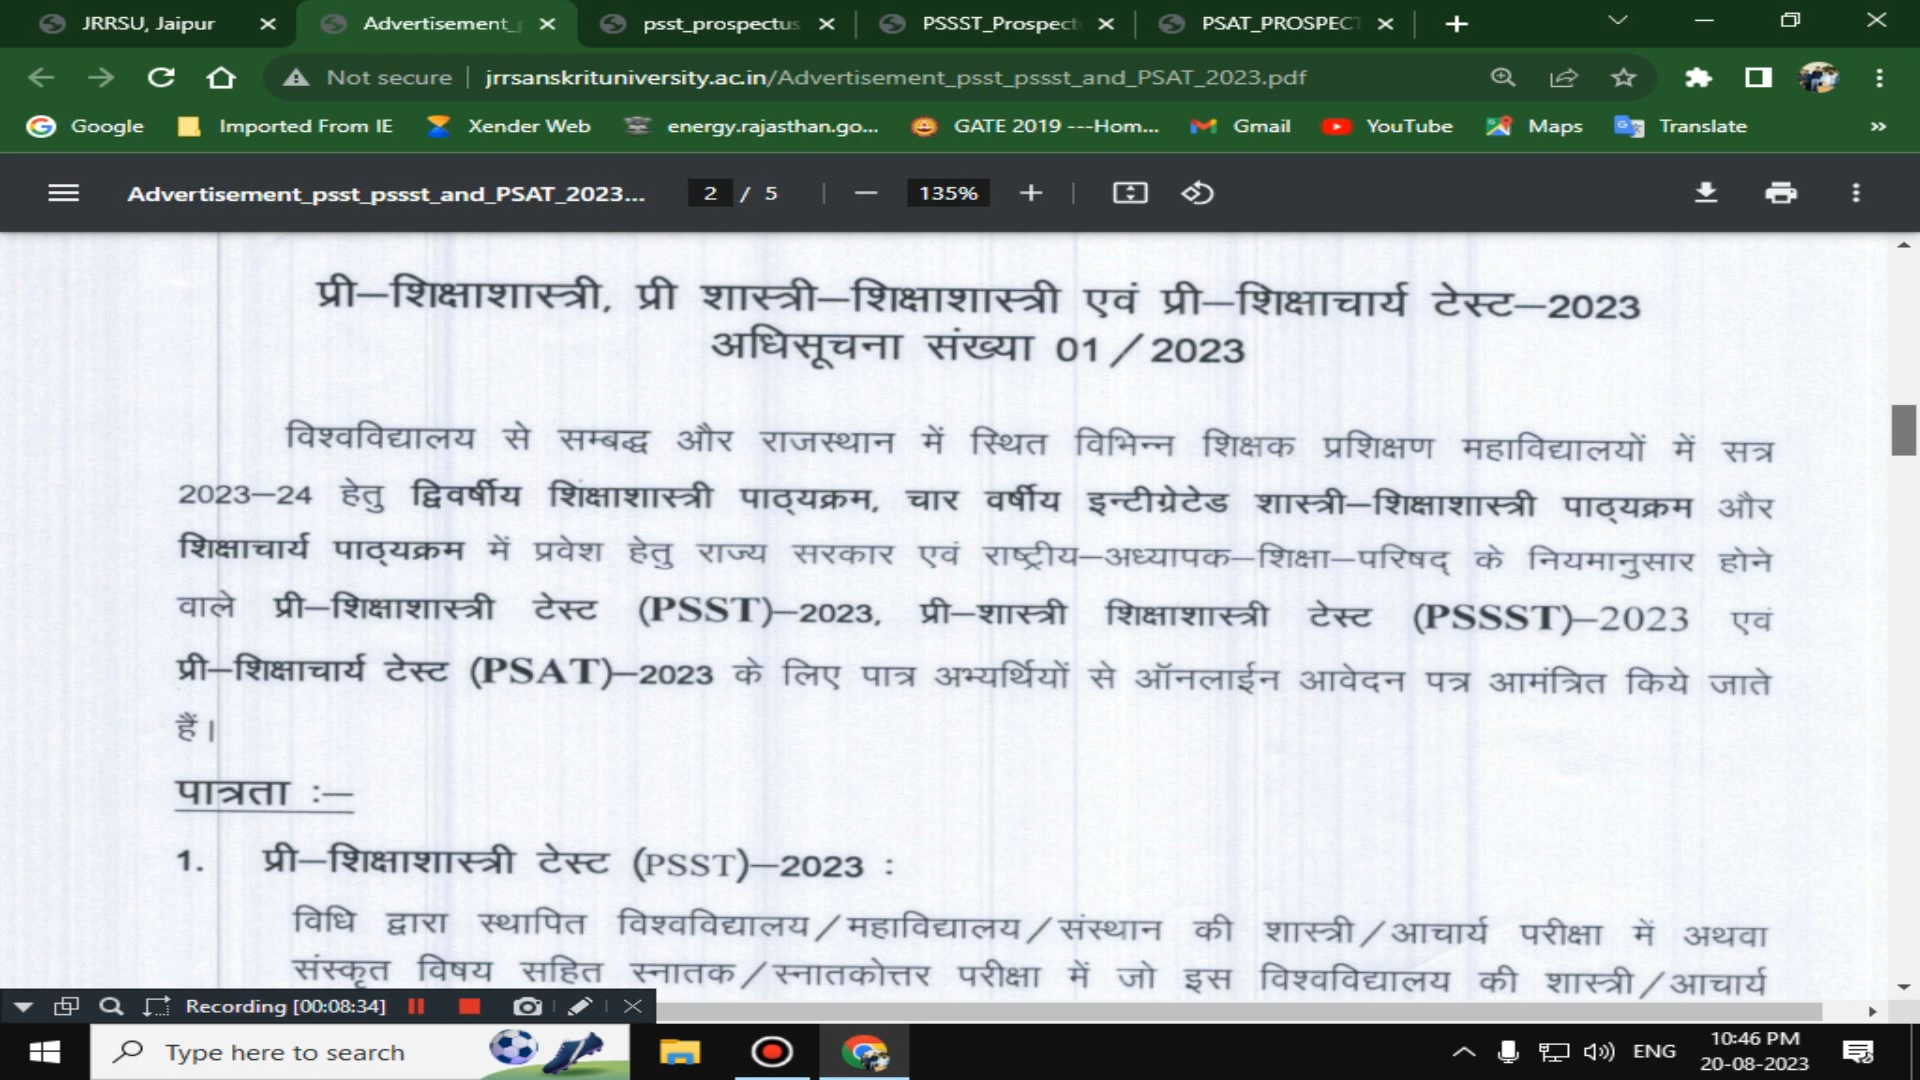 JRRSU, Jaipur
Advertisement_p
psst_prospectus
PSSST_Prospectu
PSAT_PROSPECT
Not secure
jrrsanskrituniversity.ac.in/Advertisement_psst_pssst_and_PSAT_2023.pdf
Google
Imported From IE
Xender Web
energy.rajasthan.go...
GATE 2019 ---Hom...
Gmail
YouTube
Maps
Translate
»
Advertisement_psst_pssst_and_PSAT_2023...
2 / 5
135%
प्री–शिक्षाशास्त्री, प्री शास्त्री–शिक्षाशास्त्री एवं प्री–शिक्षाचार्य टेस्ट–2023
अधिसूचना संख्या 01/2023
विश्वविद्यालय से सम्बद्ध और राजस्थान में स्थित विभिन्न शिक्षक प्रशिक्षण महाविद्यालयों में सत्र
2023–24 हेतु द्विवर्षीय शिक्षाशास्त्री पाठ्यक्रम, चार वर्षीय इन्टीग्रेटेड शास्त्री–शिक्षाशास्त्री पाठ्यक्रम और
शिक्षाचार्य पाठ्यक्रम में प्रवेश हेतु राज्य सरकार एवं राष्ट्रीय–अध्यापक–शिक्षा–परिषद् के नियमानुसार होने
वाले प्री–शिक्षाशास्त्री टेस्ट (PSST)–2023, प्री–शास्त्री शिक्षाशास्त्री टेस्ट (PSSST)–2023 एवं
प्री–शिक्षाचार्य टेस्ट (PSAT)–2023 के लिए पात्र अभ्यर्थियों से ऑनलाईन आवेदन पत्र आमंत्रित किये जाते
हैं।
पात्रता :–
1. प्री–शिक्षाशास्त्री टेस्ट (PSST)–2023 :
विधि द्वारा स्थापित विश्वविद्यालय/महाविद्यालय/संस्थान की शास्त्री/आचार्य परीक्षा में अथवा
संस्कृत विषय सहित स्नातक/स्नातकोत्तर परीक्षा में जो इस विश्वविद्यालय की शास्त्री/आचार्य
Recording [00:08:34]
Type here to search
ENG
10:46 PM
20-08-2023